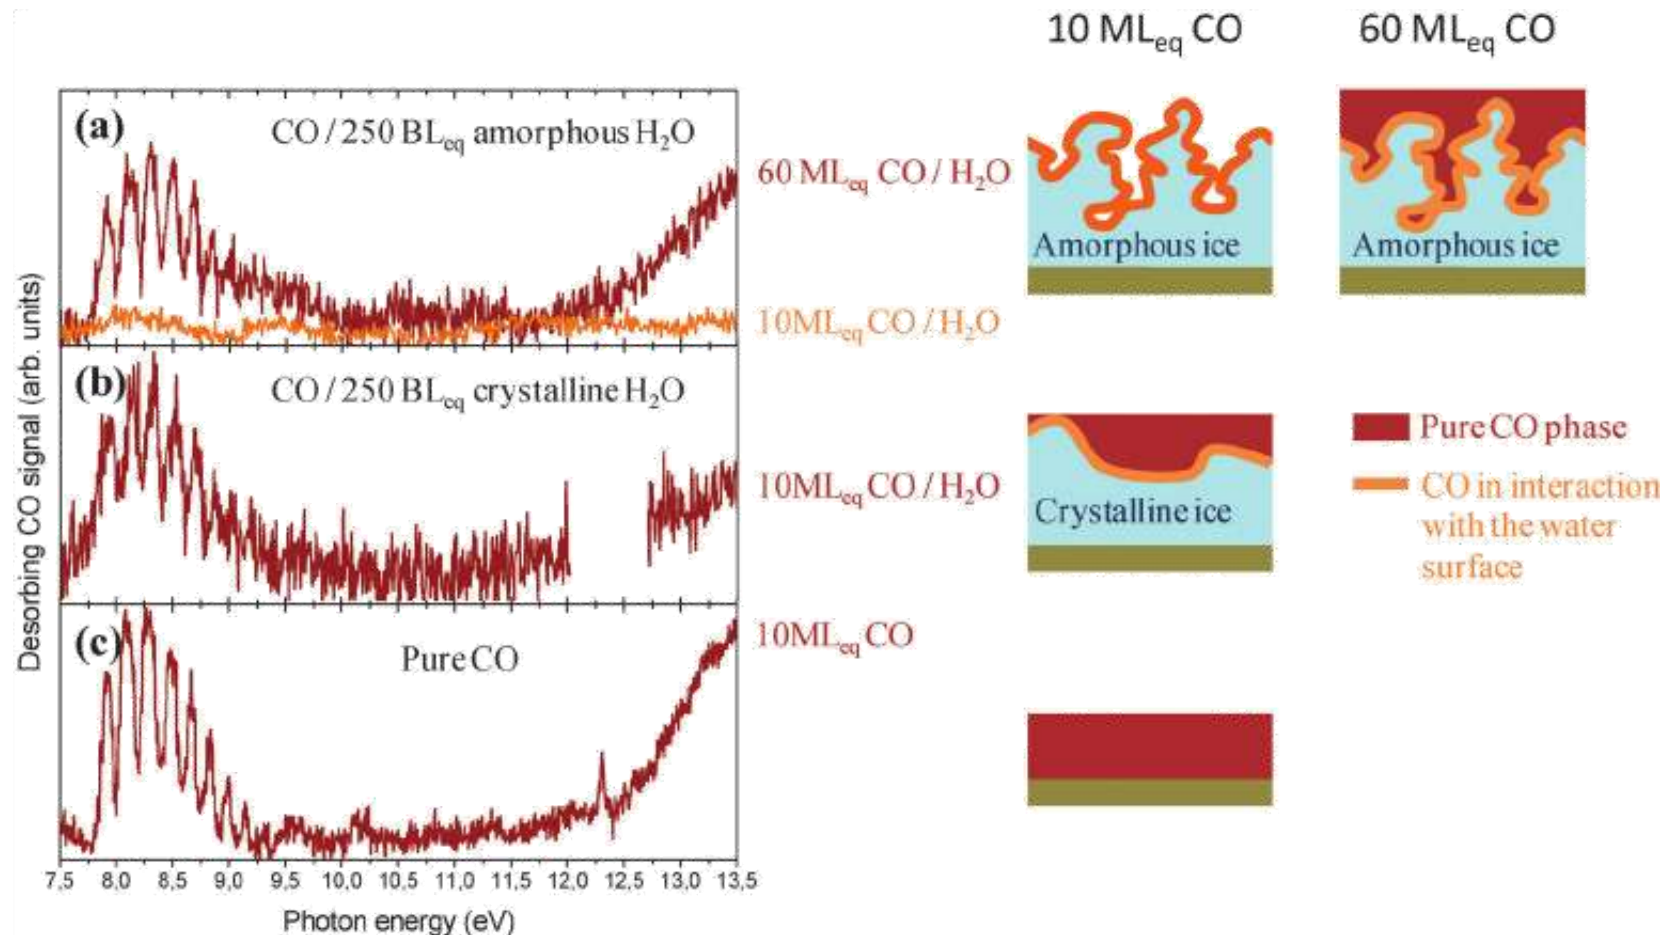 10 MLeq CO
60 MLeq CO
(a)
CO / 250 BLeq amorphous H2O
60 MLeq CO / H2O
10MLeq CO / H2O
Amorphous ice
Amorphous ice
(b)
CO / 250 BLeq crystalline H2O
10MLeq CO / H2O
Crystalline ice
Pure CO phase
CO in interaction
with the water
surface
(c)
Pure CO
10MLeq CO
Desorbing CO signal (arb. units)
7,5 8,0 8,5 9,0 9,5 10,0 10,5 11,0 11,5 12,0 12,5 13,0 13,5
Photon energy (eV)